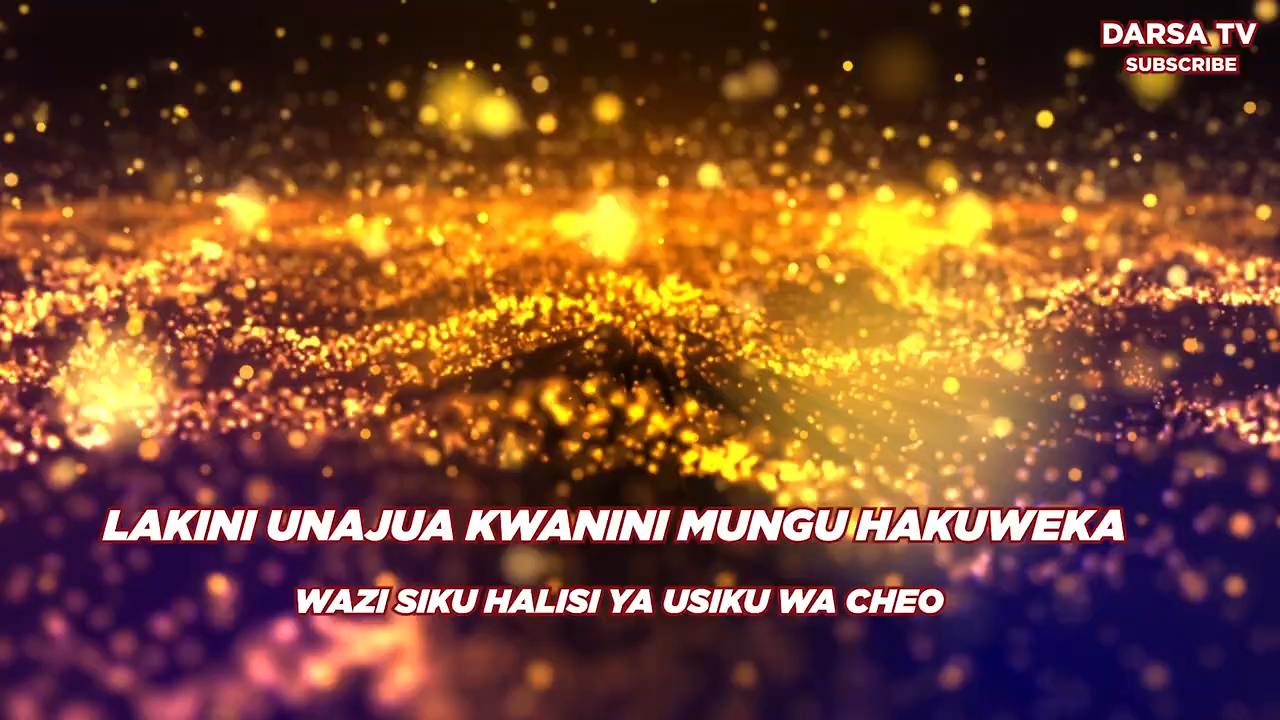 DARSA TV
SUBSCRIBE
LAKINI UNAJUA KWANINI MUNGU HAKUWEKA
WAZI SIKU HALISI YA USIKU WA CHEO